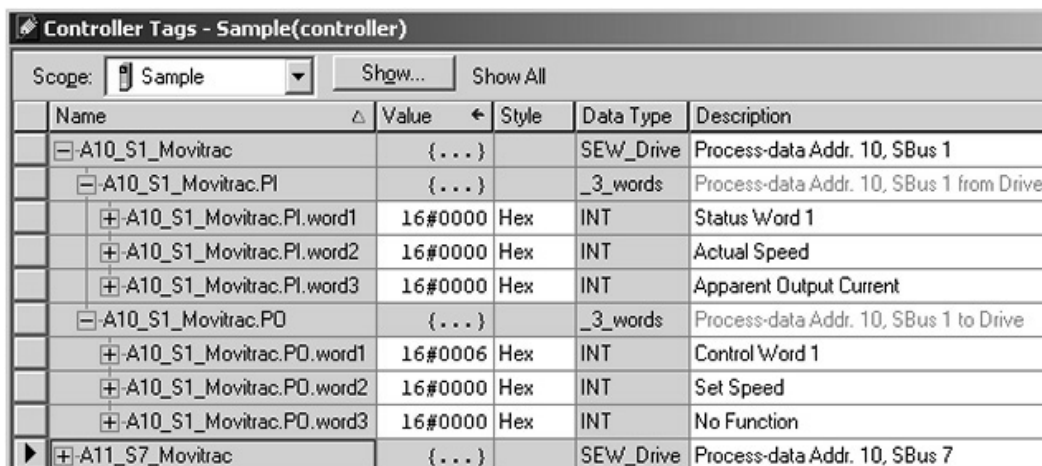 Controller Tags - Sample(controller)
Scope: Sample Show... Show All
Name Value Style Data Type Description
A10_S1_Movitrac {...} SEW_Drive Process-data Addr. 10, SBus 1
A10_S1_Movitrac.PI {...} _3_words Process-data Addr. 10, SBus 1 from Drive
A10_S1_Movitrac.PI.word1 16#0000 Hex INT Status Word 1
A10_S1_Movitrac.PI.word2 16#0000 Hex INT Actual Speed
A10_S1_Movitrac.PI.word3 16#0000 Hex INT Apparent Output Current
A10_S1_Movitrac.PO {...} _3_words Process-data Addr. 10, SBus 1 to Drive
A10_S1_Movitrac.PO.word1 16#0006 Hex INT Control Word 1
A10_S1_Movitrac.PO.word2 16#0000 Hex INT Set Speed
A10_S1_Movitrac.PO.word3 16#0000 Hex INT No Function
A11_S7_Movitrac {...} SEW_Drive Process-data Addr. 10, SBus 7